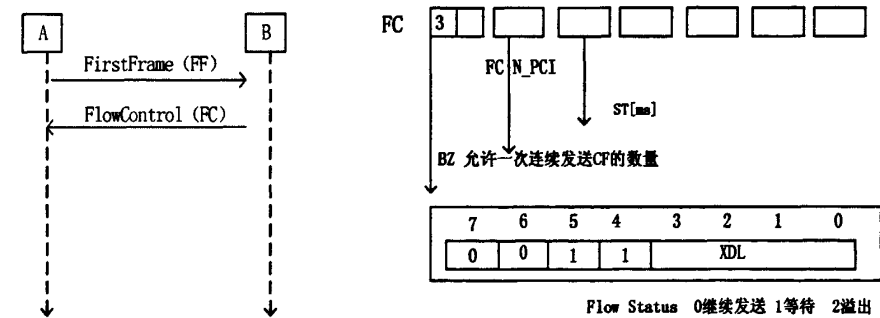 A B
FirstFrame (FF)
FlowControl (FC)
FC 3
FC N_PCI
ST[ms]
BZ 允许一次连续发送CF的数量
7 6 5 4 3 2 1 0
0 0 1 1 XDL
Flow Status 0继续发送 1等待 2溢出